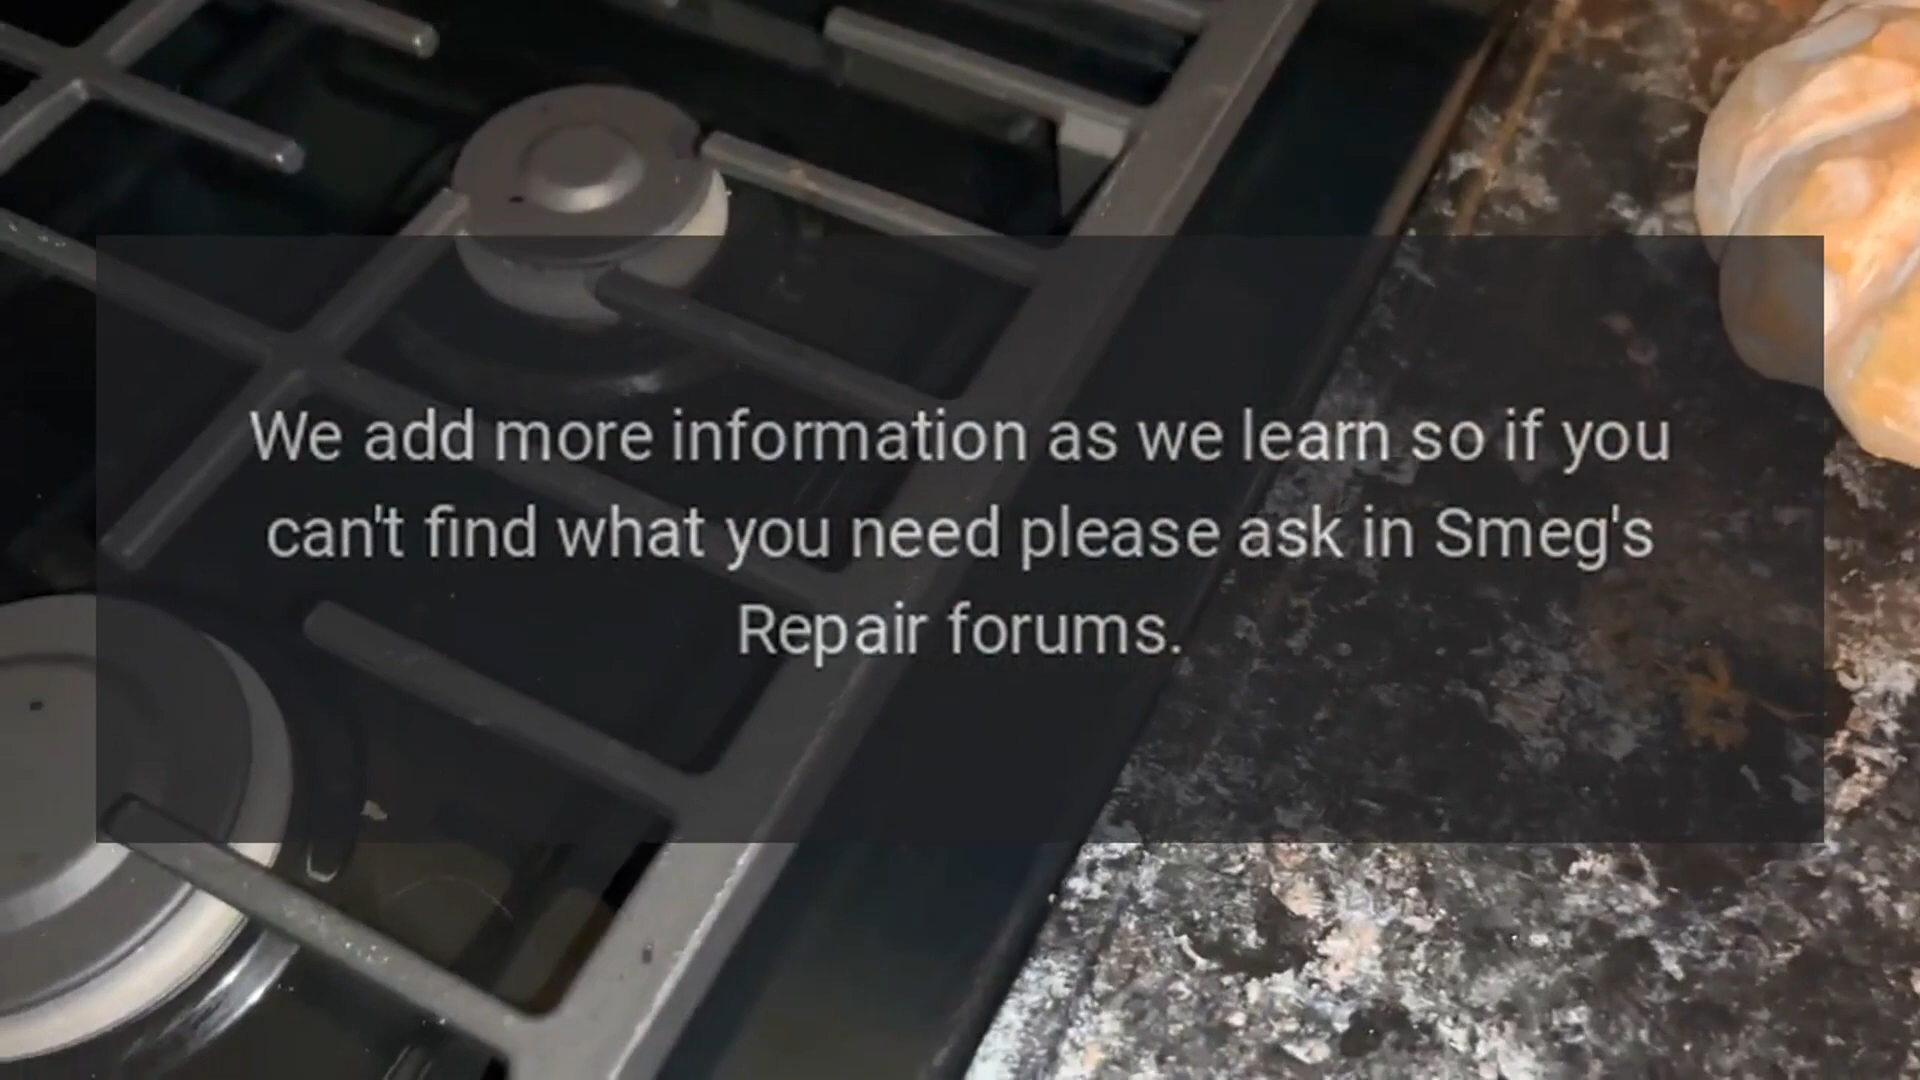 We add more information as we learn so if you
can't find what you need please ask in Smeg's
Repair forums.